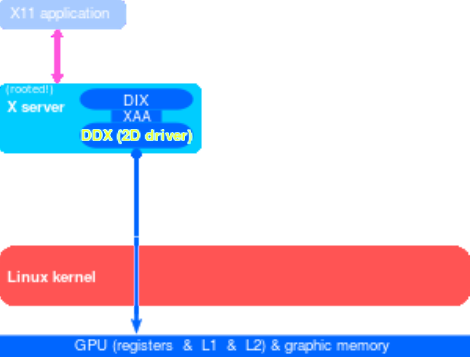 X11 application
(rooted!)
X server
DIX
XAA
DDX (2D driver)
Linux kernel
GPU (registers & L1 & L2) & graphic memory